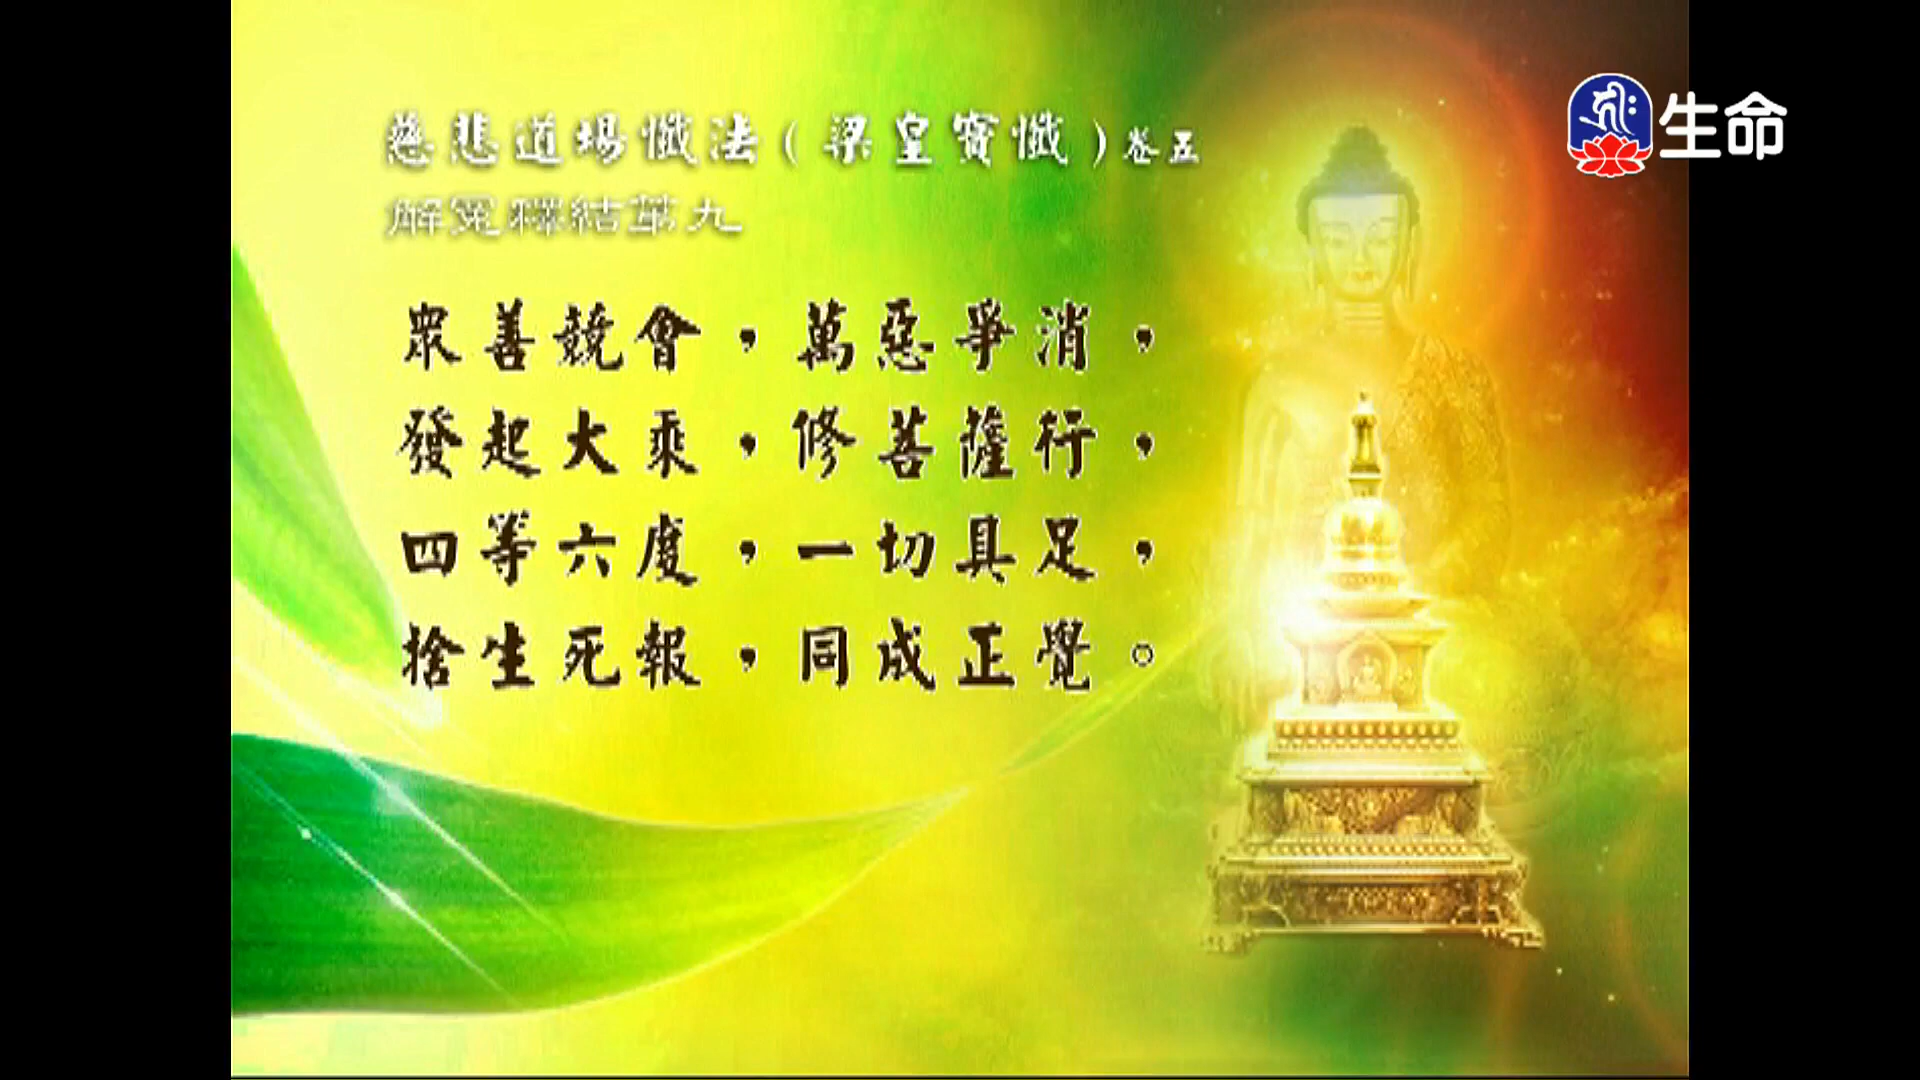 慈悲道場懺法(梁皇寶懺)卷五
生命
解冤釋結第九
眾善競會，萬惡爭消，
發起大乘，修菩薩行，
四等六度，一切具足，
捨生死報，同成正覺。